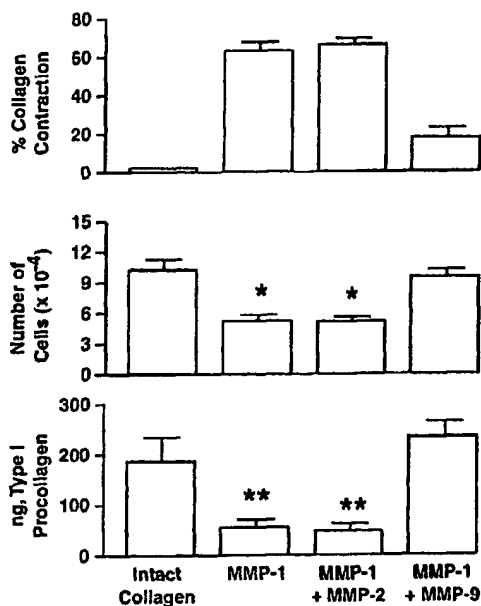 % Collagen
Contraction
80
60
40
20
0
Number of
Cells (x 10⁻⁴)
15
12
9
6
3
0
*
*
ng, Type I
Procollagen
300
200
100
0
**
**
Intact
Collagen
MMP-1
MMP-1
+ MMP-2
MMP-1
+ MMP-9